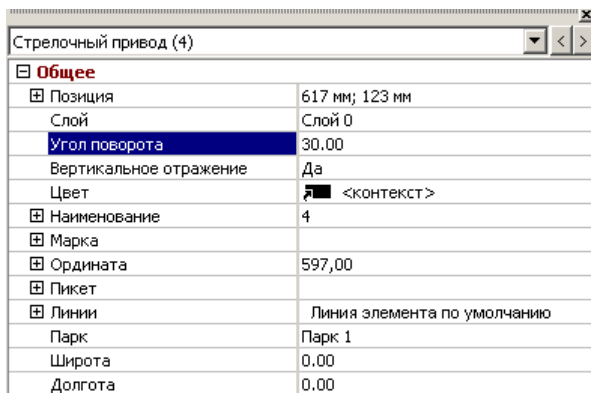 Стрелочный привод (4)
Общее
Позиция 617 мм; 123 мм
Слой Слой 0
Угол поворота 30.00
Вертикальное отражение Да
Цвет <контекст>
Наименование 4
Марка
Ордината 597,00
Пикет
Линии Линия элемента по умолчанию
Парк Парк 1
Широта 0.00
Долгота 0.00